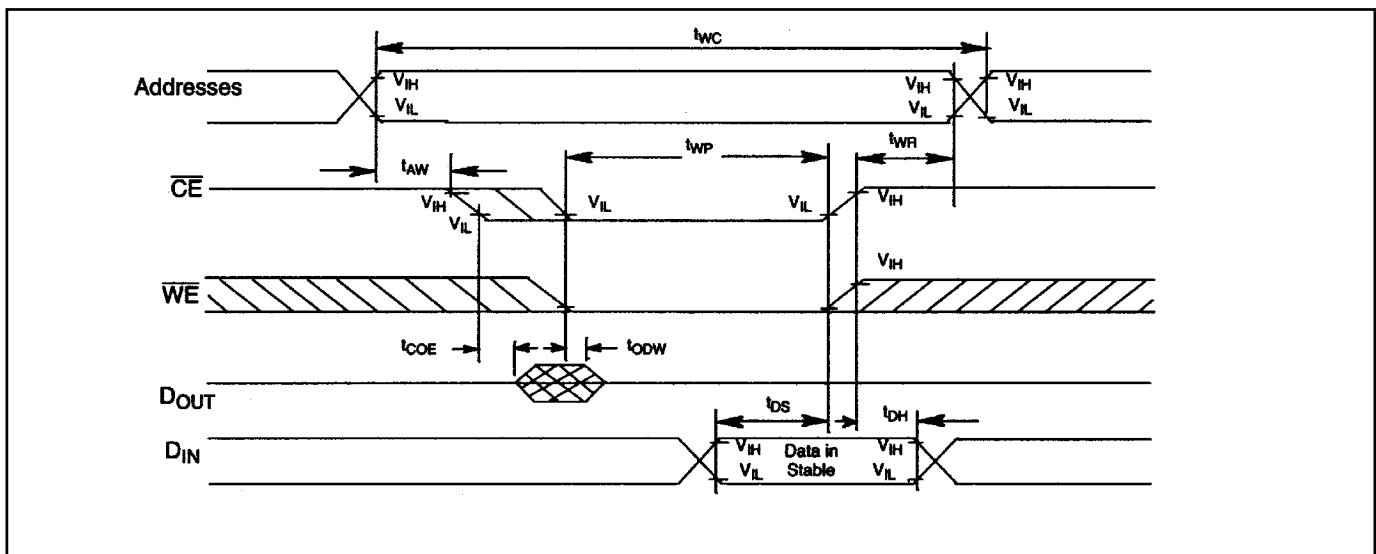 tWC
Addresses
VIH VIH VIH
VIL VIL VIL
tAW tWP tWR
CE
VIH VIL VIL VIH
VIL
VIH
WE
tCOE tODW
DOUT
tDS tDH
DIN
VIH Data in VIH
VIL Stable VIL